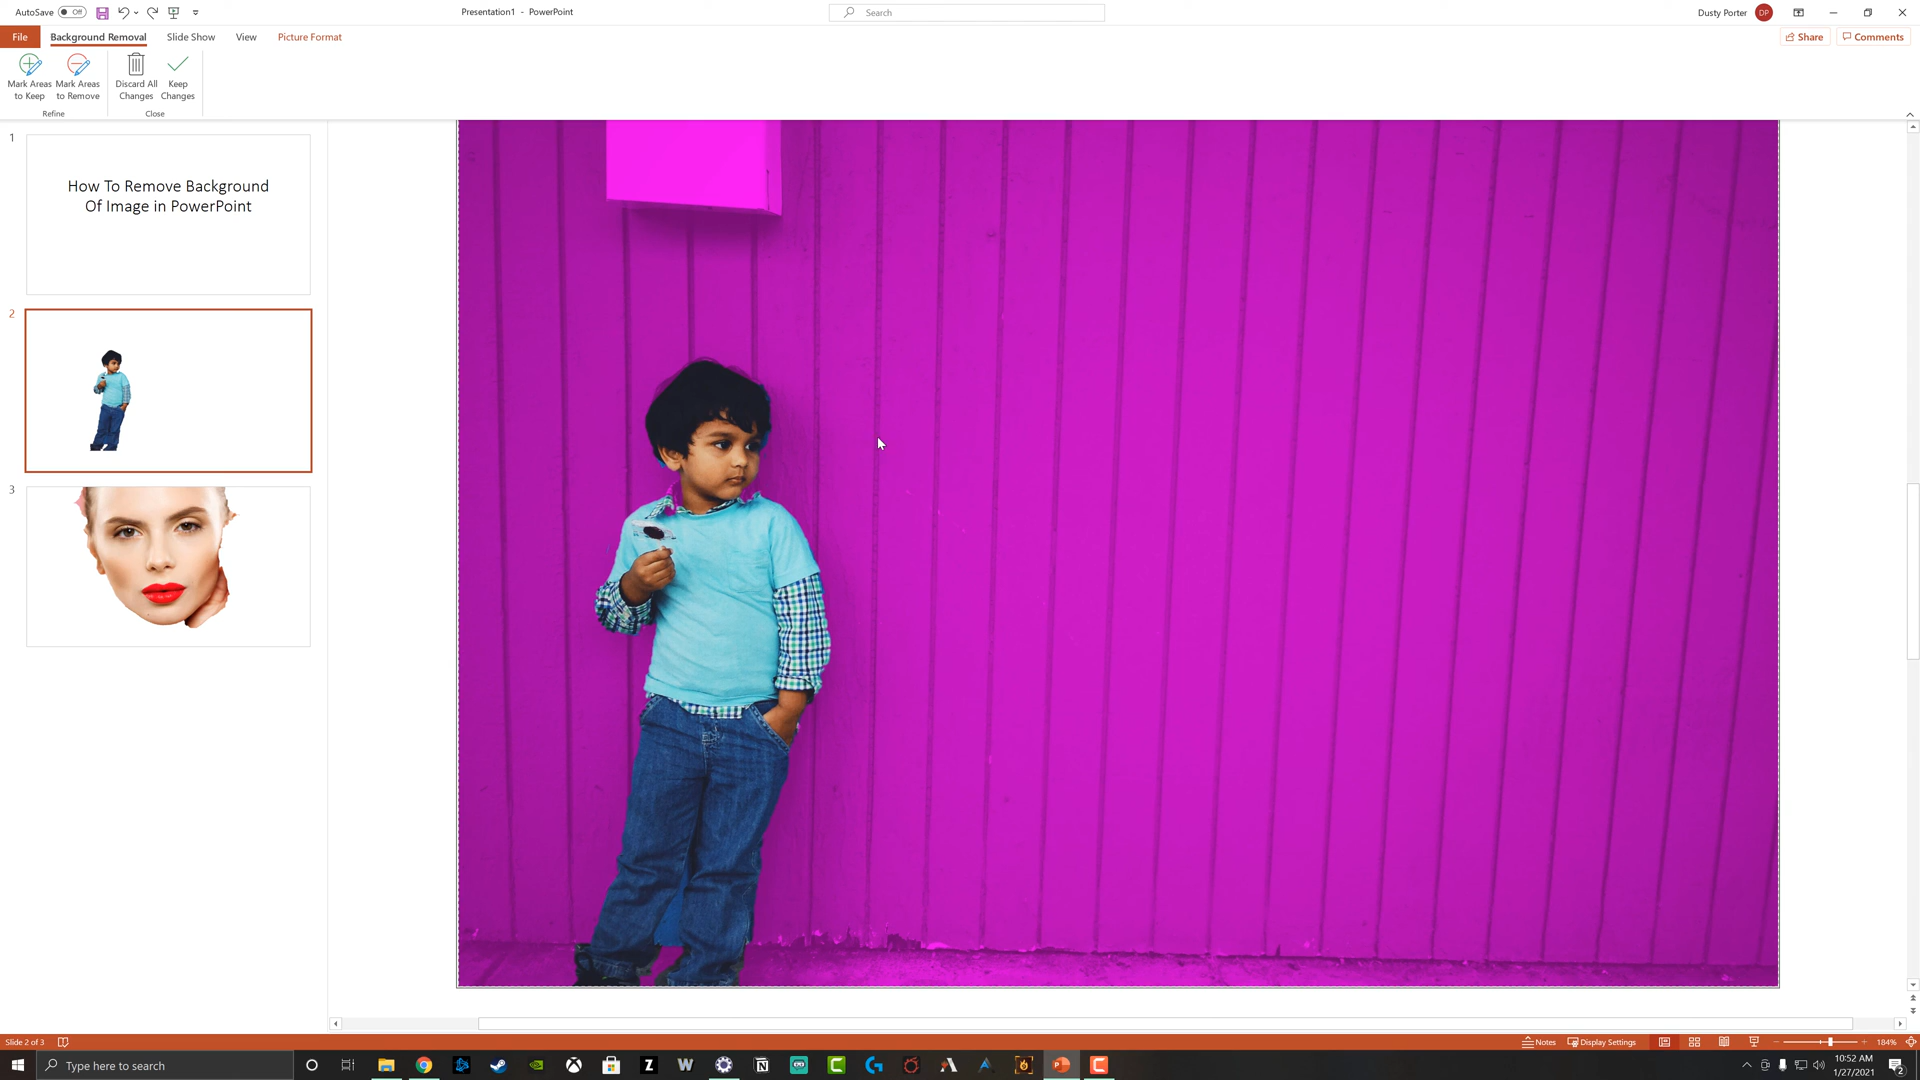 AutoSave Off
Presentation1 - PowerPoint
Search
Dusty Porter DP
File Background Removal Slide Show View Picture Format
Share Comments
Mark Areas to Keep
Mark Areas to Remove
Discard All Changes
Keep Changes
Refine
Close
1
How To Remove Background
Of Image in PowerPoint
2
3
Slide 2 of 3
Notes Display Settings 184%
Type here to search
10:52 AM
1/27/2021
2